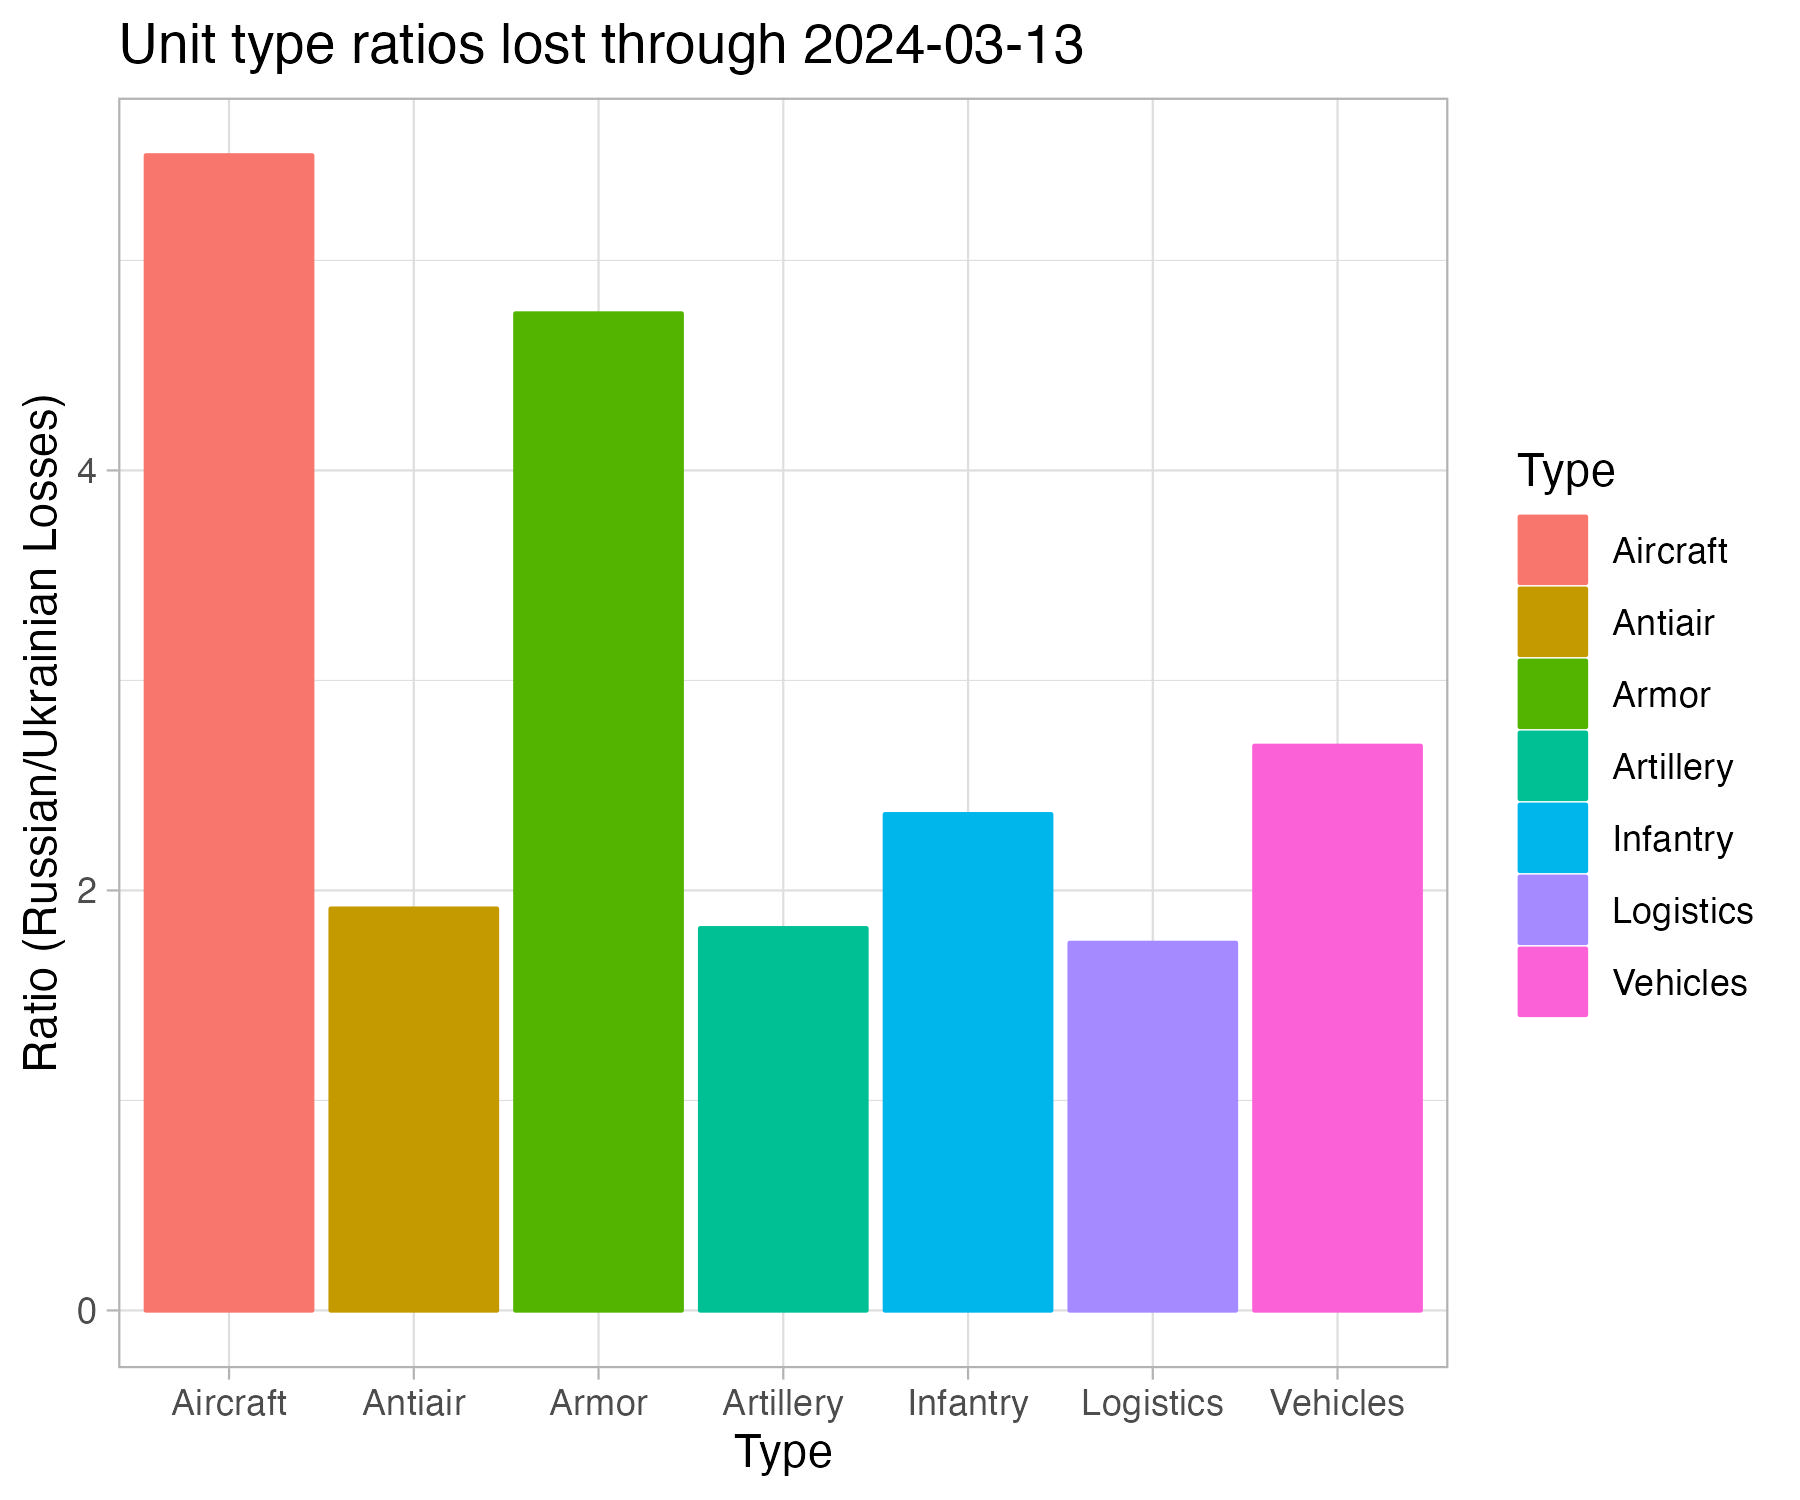 Unit type ratios lost through 2024-03-13
Ratio (Russian/Ukrainian Losses)
4
2
0
Aircraft
Antiair
Armor
Artillery
Infantry
Logistics
Vehicles
Type
Type
Aircraft
Antiair
Armor
Artillery
Infantry
Logistics
Vehicles